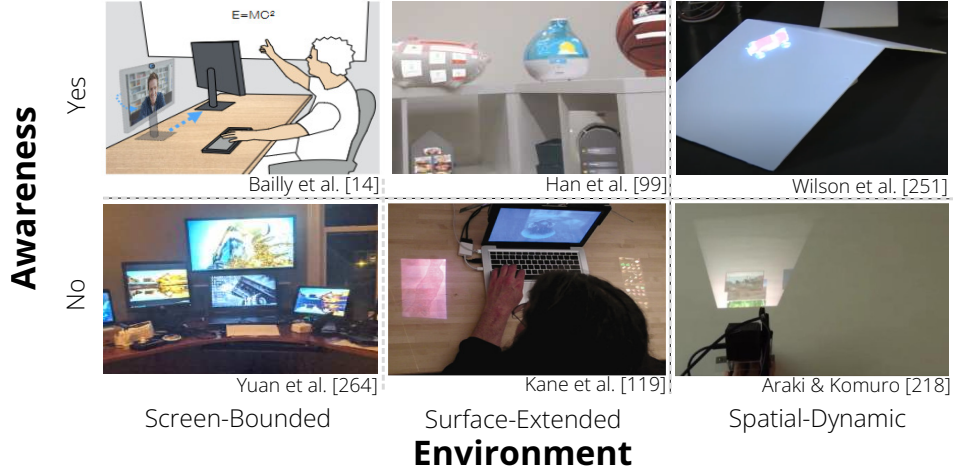 E=MC²
Awareness
Yes
Bailly et al. [14]
Han et al. [99]
Wilson et al. [251]
No
Yuan et al. [264]
Kane et al. [119]
Araki & Komuro [218]
Screen-Bounded
Surface-Extended
Spatial-Dynamic
Environment